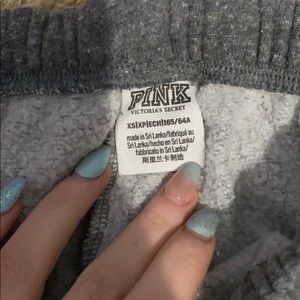 PINK
VICTORIA'S SECRET
XS|XP|ECH|165/64A
made in Sri Lanka/fabriqué au
Sri Lanka/hecho en Sri Lanka/
fabbricato in Sri Lanka/
斯里兰卡制造